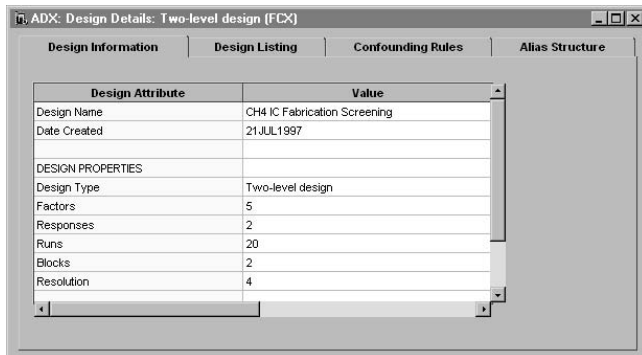 ADX: Design Details: Two-level design (FCX)
Design Information Design Listing Confounding Rules Alias Structure
Design Attribute Value
Design Name CH4 IC Fabrication Screening
Date Created 21JUL1997
DESIGN PROPERTIES
Design Type Two-level design
Factors 5
Responses 2
Runs 20
Blocks 2
Resolution 4